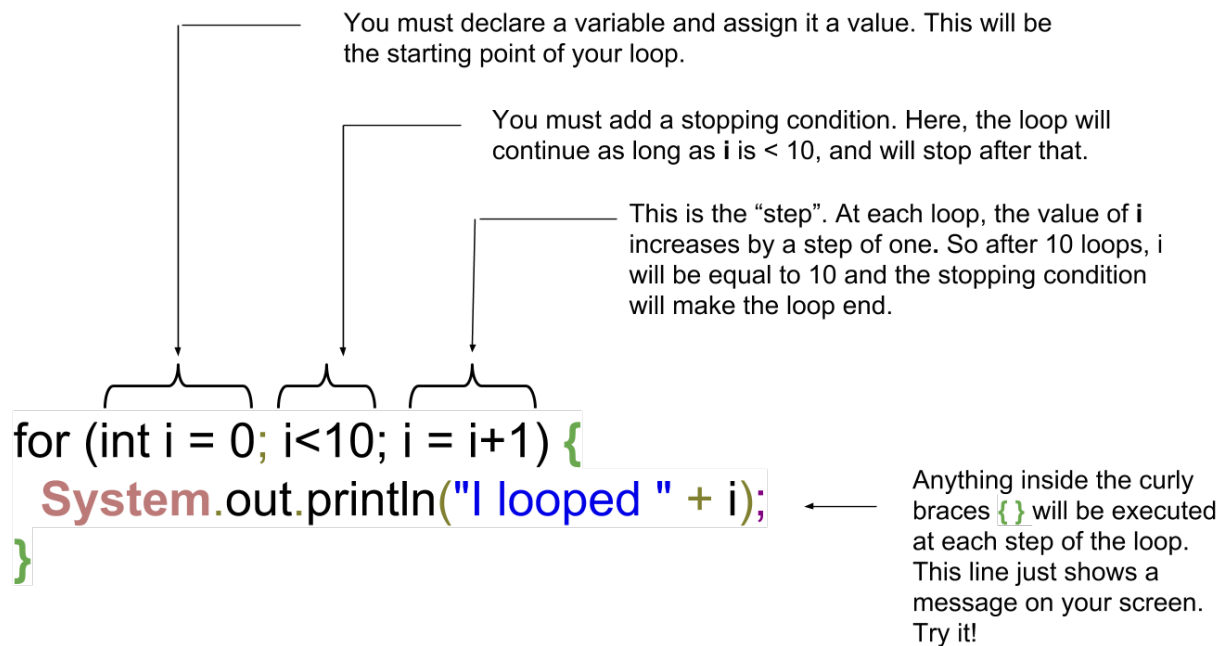 You must declare a variable and assign it a value. This will be
the starting point of your loop.
You must add a stopping condition. Here, the loop will
continue as long as i is < 10, and will stop after that.
This is the “step”. At each loop, the value of i
increases by a step of one. So after 10 loops, i
will be equal to 10 and the stopping condition
will make the loop end.
for (int i = 0; i<10; i = i+1) {
System.out.println("I looped " + i);
}
Anything inside the curly
braces { } will be executed
at each step of the loop.
This line just shows a
message on your screen.
Try it!